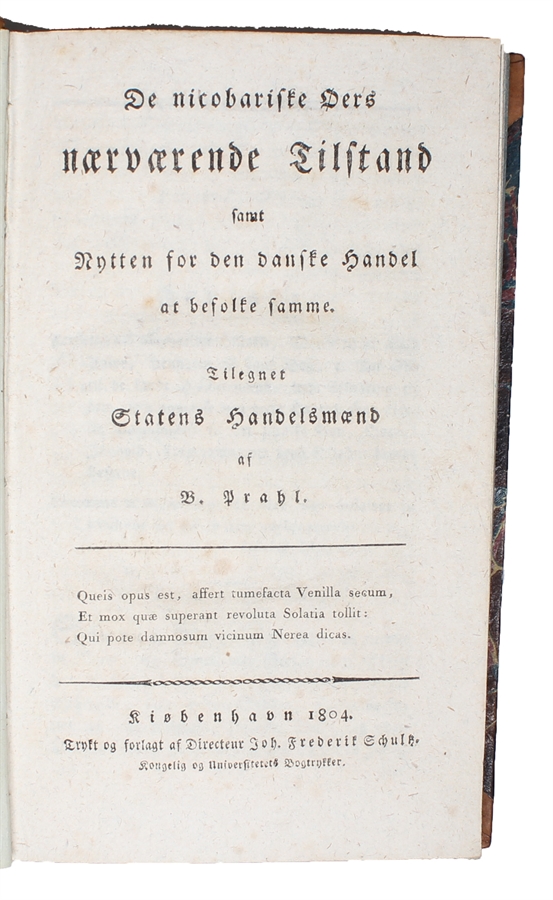 De nicobariske Øers
nærværende Tilstand
samt
Nytten for den danske Handel
at befolke samme.
Tilegnet
Statens Handelsmænd
af
B. Prahl.
Queis opus est, affert tumefacta Venilla secum,
Et mox quæ superant revoluta Solatia tollit:
Qui pote damnosum vicinum Nerea dicas.
Kiøbenhavn 1804.
Trykt og forlagt af Directeur Joh. Frederik Schultz,
Kongelig og Universitetets Bogtrykker.